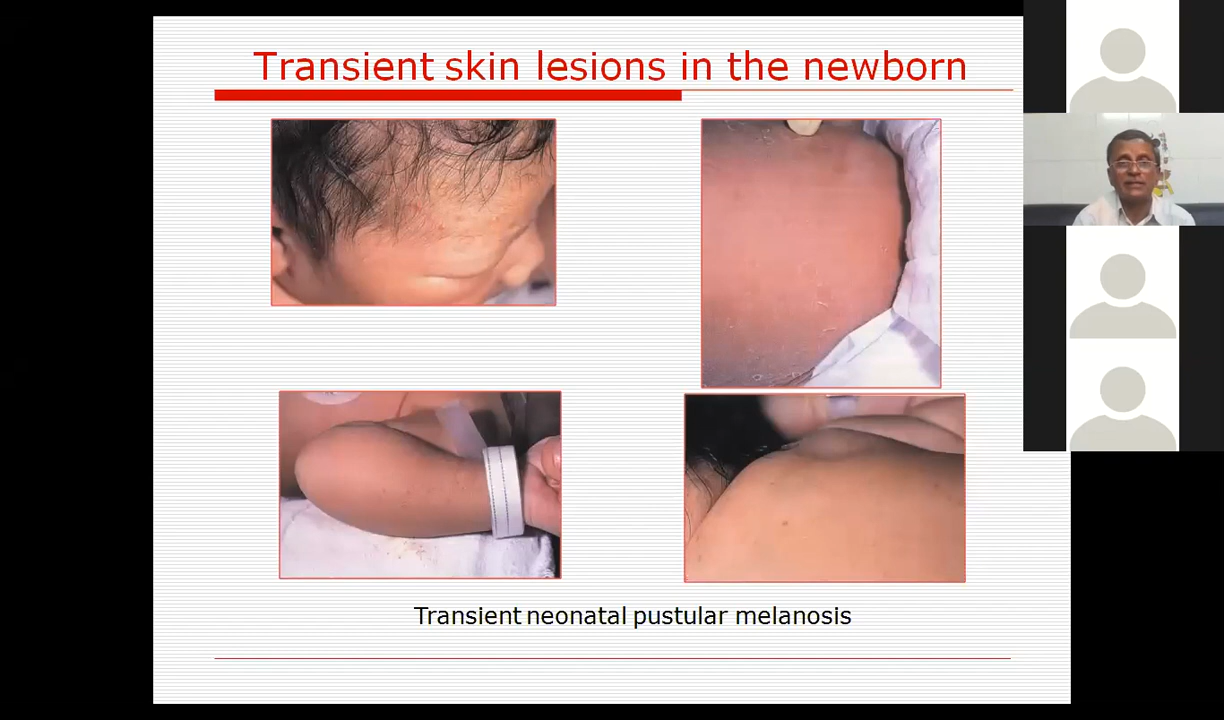 Transient skin lesions in the newborn
Transient neonatal pustular melanosis